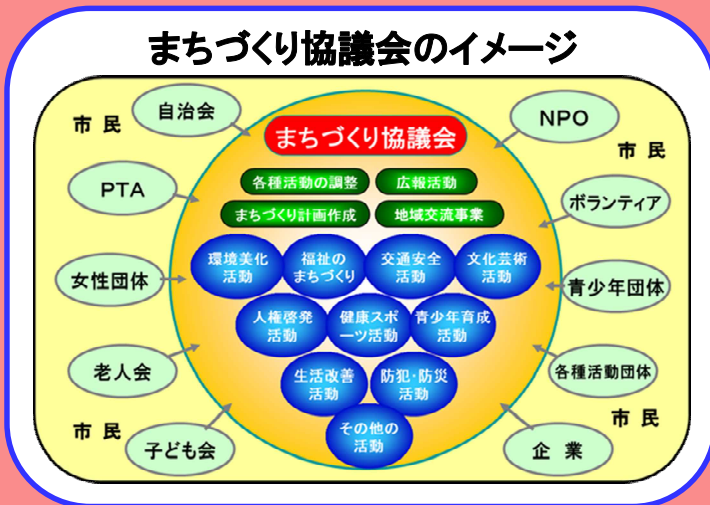 まちづくり協議会のイメージ
市民
自治会
NPO
市民
まちづくり協議会
PTA
各種活動の調整
広報活動
ボランティア
まちづくり計画作成
地域交流事業
女性団体
環境美化
活動
福祉の
まちづくり
交通安全
活動
文化芸術
活動
青少年団体
人権啓発
活動
健康スポ
ーツ活動
青少年育成
活動
老人会
生活改善
活動
防犯・防災
活動
各種活動団体
市民
子ども会
その他の
活動
企業
市民